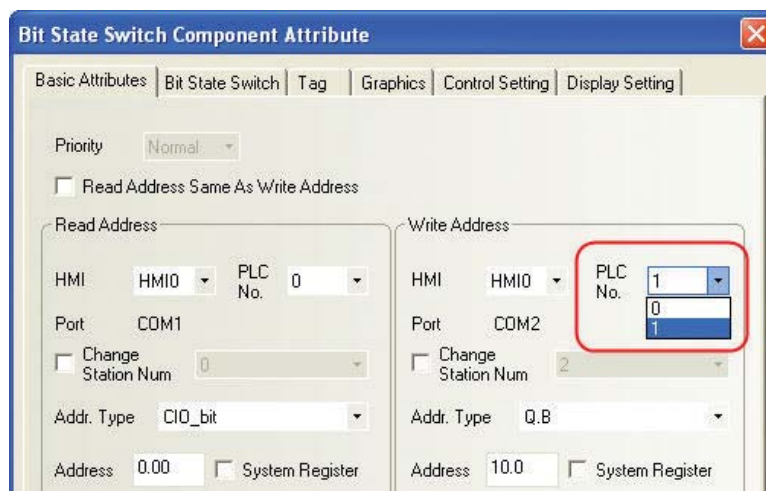 Bit State Switch Component Attribute
Basic Attributes Bit State Switch Tag Graphics Control Setting Display Setting
Priority Normal
Read Address Same As Write Address
Read Address
HMI HMI0 PLC No. 0
Port COM1
Change Station Num 0
Addr. Type CIO_bit
Address 0.00 System Register
Write Address
HMI HMI0 PLC No. 1
0
1
Port COM2
Change Station Num 2
Addr. Type Q.B
Address 10.0 System Register